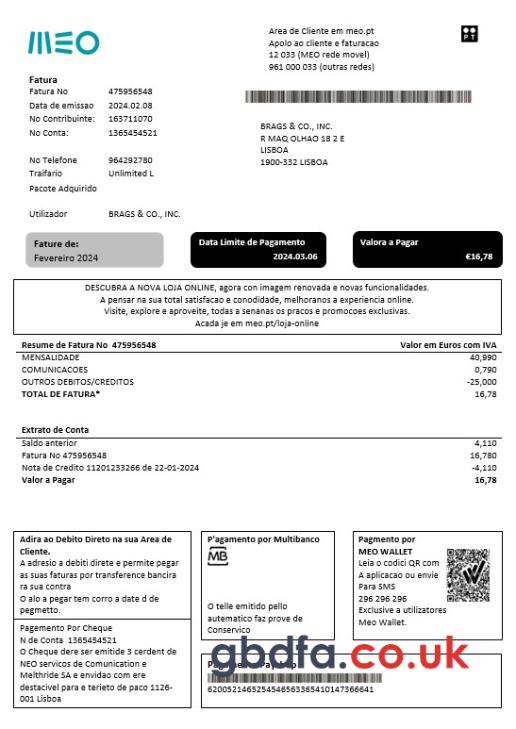 MEO
Area de Cliente em meo.pt
Apolo ao cliente e faturacao
12 033 (MEO rede movel)
961 000 033 (outras redes)
PT
Fatura
Fatura No 475956548
Data de emissao 2024.02.08
No Contribuinte: 163711070
No Conta: 1365454521
BRAGS & CO., INC.
R MAQ OLHAO 18 2 E
LISBOA
1900-332 LISBOA
No Telefone 964292780
Traifario Unlimited L
Pacote Adquirido
Utilizador BRAGS & CO., INC.
Fature de:
Fevereiro 2024
Data Limite de Pagamento
2024.03.06
Valora a Pagar
€16,78
DESCUBRA A NOVA LOJA ONLINE, agora con imagem renovada e novas funcionalidades.
A pensar na sua total satisfacao e conodidade, melhoranos a experiencia online.
Visite, explore e aproveite, todas a senanas os pracos e promocoes exclusivas.
Acada je em meo.pt/loja-online
Resume de Fatura No 475956548 Valor em Euros com IVA
MENSALIDADE 40,990
COMUNICACOES 0,790
OUTROS DEBITOS/CREDITOS -25,000
TOTAL DE FATURA* 16,78
Extrato de Conta
Saldo anterior 4,110
Fatura No 475956548 16,780
Nota de Credito 11201233266 de 22-01-2024 -4,110
Valor a Pagar 16,78
Adira ao Debito Direto na sua Area de
Cliente.
A adresio a debiti direte e permite pegar
as suas faturas por transference bancira
ra sua contra
O alo a pegar tem corro a date d de
pegmetto.
Pagamento Por Cheque
N de Conta 1365454521
O Cheque dere ser emitide 3 cerdent de
NEO servicos de Comunication e
Melthride SA e envidao com ere
destacivel para e terieto de paco 1126-
001 Lisboa
P'agamento por Multibanco
MB
O telle emitido pello
automatico faz prove de
Conservico
Pagmento por
MEO WALLET
Leia o codici QR com
A aplicacao ou envie
Para SMS
296 296 296
Exclusive a utilizatores
Meo Wallet.
gbdfa.co.uk
6200521465254546563365410147366641